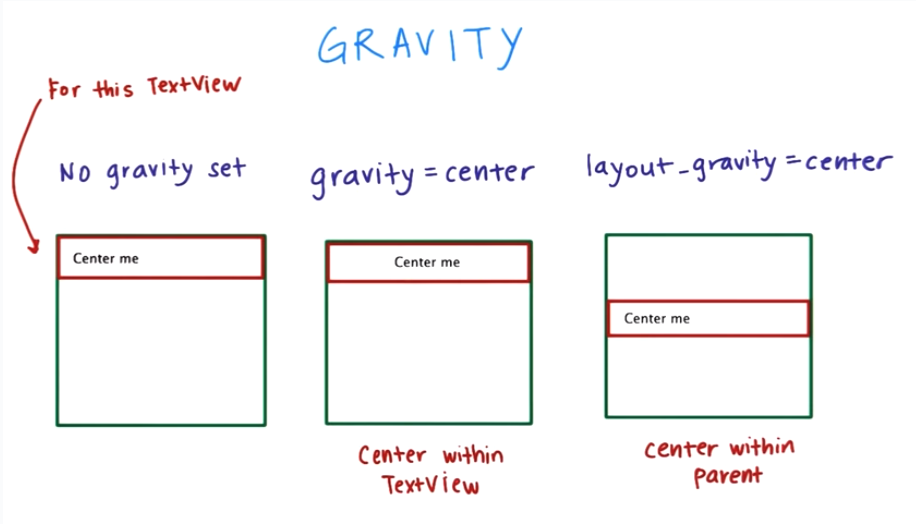 GRAVITY
For this TextView
No gravity set
gravity = center
layout_gravity = center
Center me
Center me
Center me
Center within
TextView
center within
Parent